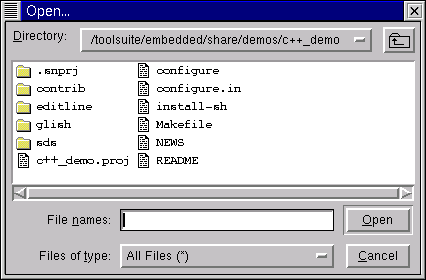 Open...
Directory: /toolsuite/embedded/share/demos/c++_demo
.snprj configure
contrib configure.in
editline install-sh
glish Makefile
sds NEWS
c++_demo.proj README
File names: Open
Files of type: All Files (*) Cancel